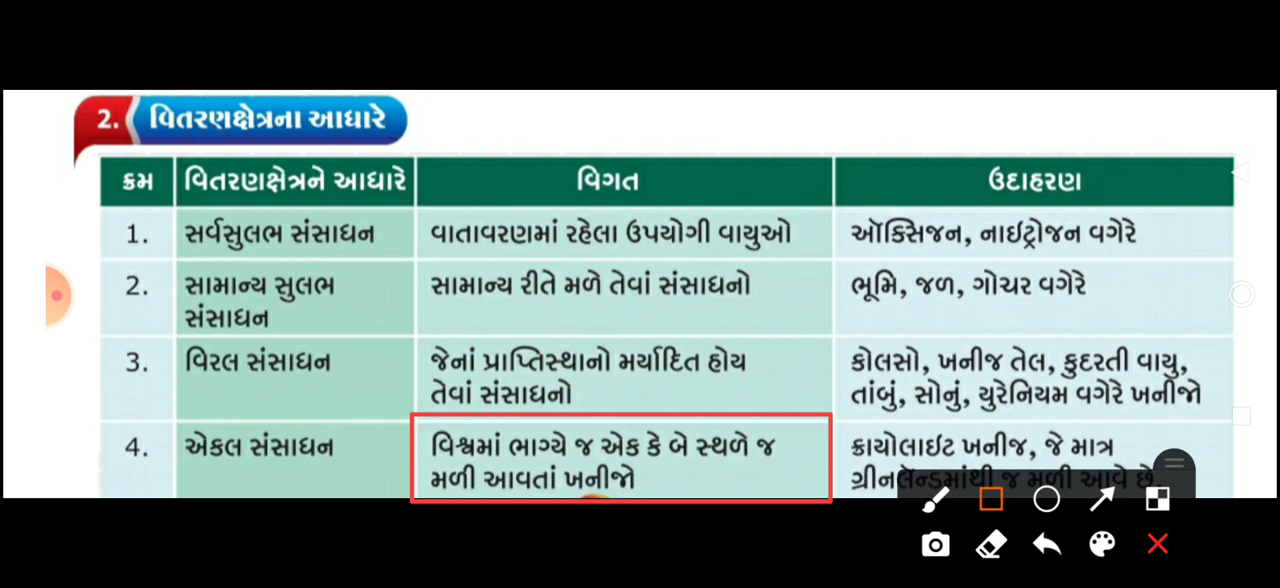 2. વિતરણક્ષેત્રના આધારે
ક્રમ વિતરણક્ષેત્રને આધારે વિગત ઉદાહરણ
1. સર્વસુલભ સંસાધન વાતાવરણમાં રહેલા ઉપયોગી વાયુઓ ઑક્સિજન, નાઈટ્રોજન વગેરે
2. સામાન્ય સુલભ સામાન્ય રીતે મળે તેવાં સંસાધનો ભૂમિ, જળ, ગોચર વગેરે
સંસાધન
3. વિરલ સંસાધન જેનાં પ્રાપ્તિસ્થાનો મર્યાદિત હોય કોલસો, ખનીજ તેલ, કુદરતી વાયુ,
તેવાં સંસાધનો તાંબું, સોનું, યુરેનિયમ વગેરે ખનીજો
4. એકલ સંસાધન વિશ્વમાં ભાગ્યે જ એક કે બે સ્થળે જ ક્રાયોલાઈટ ખનીજ, જે માત્ર
મળી આવતાં ખનીજો ગ્રીનલૅન્ડમાંથી જ મળી આવે છે.